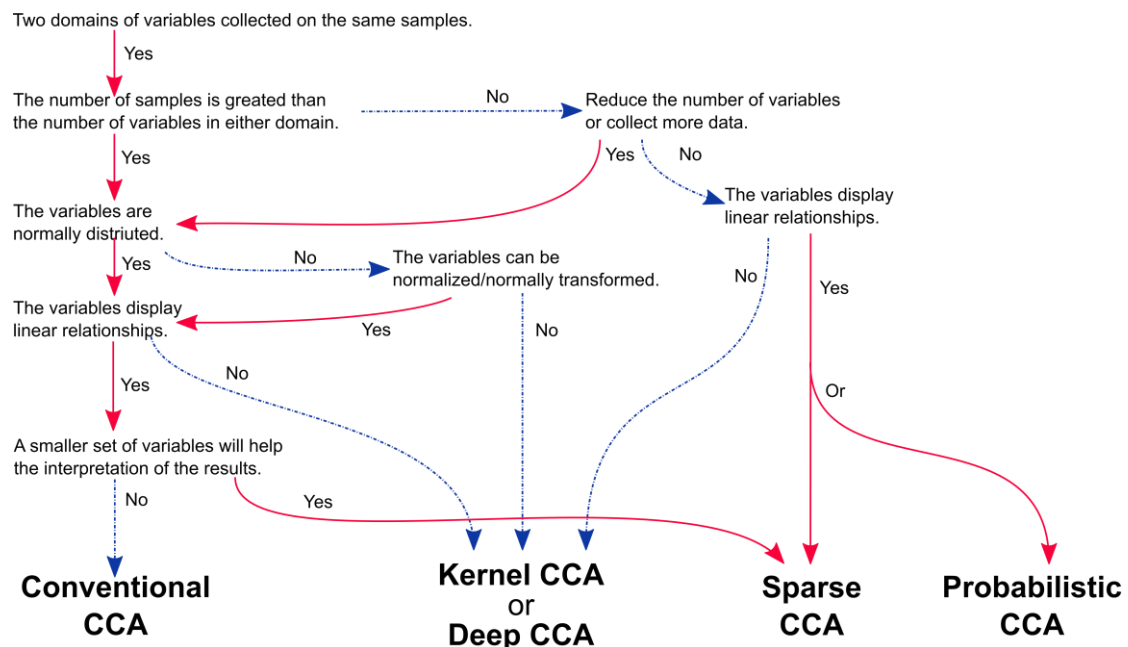 Two domains of variables collected on the same samples.
Yes
The number of samples is greated than
the number of variables in either domain.
No
Reduce the number of variables
or collect more data.
Yes
Yes
No
The variables display
linear relationships.
The variables are
normally distriuted.
Yes
No
The variables can be
normalized/normally transformed.
No
Yes
The variables display
linear relationships.
Yes
No
Yes
No
Or
A smaller set of variables will help
the interpretation of the results.
No
Yes
Conventional
CCA
Kernel CCA
or
Deep CCA
Sparse
CCA
Probabilistic
CCA